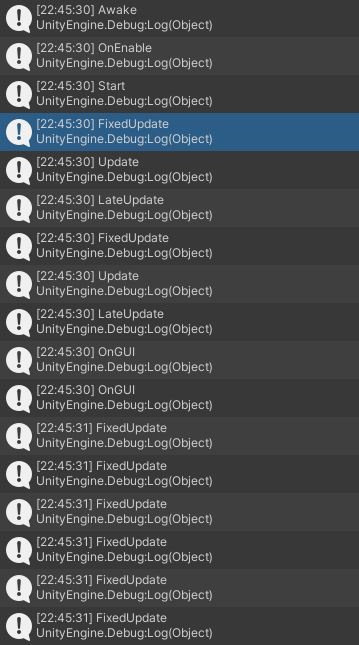 [22:45:30] Awake
UnityEngine.Debug:Log(Object)
[22:45:30] OnEnable
UnityEngine.Debug:Log(Object)
[22:45:30] Start
UnityEngine.Debug:Log(Object)
[22:45:30] FixedUpdate
UnityEngine.Debug:Log(Object)
[22:45:30] Update
UnityEngine.Debug:Log(Object)
[22:45:30] LateUpdate
UnityEngine.Debug:Log(Object)
[22:45:30] FixedUpdate
UnityEngine.Debug:Log(Object)
[22:45:30] Update
UnityEngine.Debug:Log(Object)
[22:45:30] LateUpdate
UnityEngine.Debug:Log(Object)
[22:45:30] OnGUI
UnityEngine.Debug:Log(Object)
[22:45:30] OnGUI
UnityEngine.Debug:Log(Object)
[22:45:31] FixedUpdate
UnityEngine.Debug:Log(Object)
[22:45:31] FixedUpdate
UnityEngine.Debug:Log(Object)
[22:45:31] FixedUpdate
UnityEngine.Debug:Log(Object)
[22:45:31] FixedUpdate
UnityEngine.Debug:Log(Object)
[22:45:31] FixedUpdate
UnityEngine.Debug:Log(Object)
[22:45:31] FixedUpdate
UnityEngine.Debug:Log(Object)